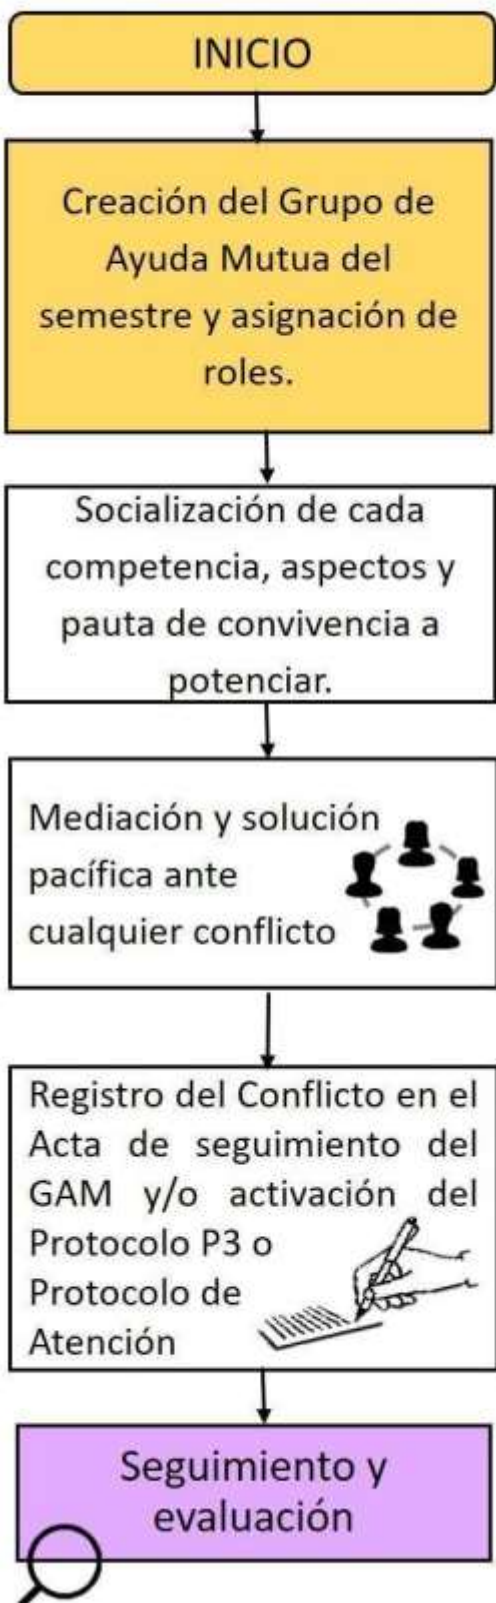 INICIO
Creación del Grupo de
Ayuda Mutua del
semestre y asignación de
roles.
Socialización de cada
competencia, aspectos y
pauta de convivencia a
potenciar.
Mediación y solución
pacífica ante
cualquier conflicto
Registro del Conflicto en el
Acta de seguimiento del
GAM y/o activación del
Protocolo P3 o
Protocolo de
Atención
Seguimiento y
evaluación